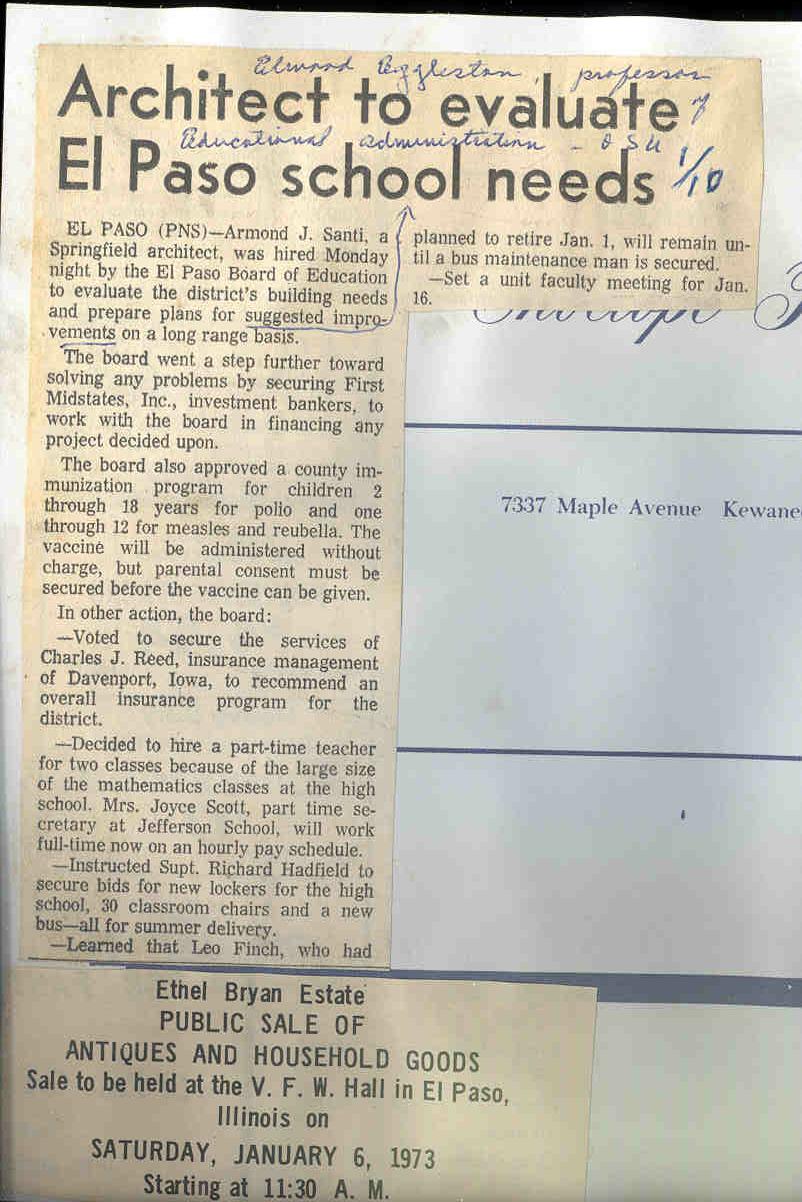 Elwood Eggleston, professor of
Educational administration - OSU 1/10
Architect to evaluate
El Paso school needs
EL PASO (PNS)—Armond J. Santi, a
Springfield architect, was hired Monday
night by the El Paso Board of Education
to evaluate the district's building needs
and prepare plans for suggested impro-
vements on a long range basis.
The board went a step further toward
solving any problems by securing First
Midstates, Inc., investment bankers, to
work with the board in financing any
project decided upon.
The board also approved a county im-
munization program for children 2
through 18 years for polio and one
through 12 for measles and reubella. The
vaccine will be administered without
charge, but parental consent must be
secured before the vaccine can be given.
In other action, the board:
—Voted to secure the services of
Charles J. Reed, insurance management
of Davenport, Iowa, to recommend an
overall insurance program for the
district.
—Decided to hire a part-time teacher
for two classes because of the large size
of the mathematics classes at the high
school. Mrs. Joyce Scott, part time se-
cretary at Jefferson School, will work
full-time now on an hourly pay schedule.
—Instructed Supt. Richard Hadfield to
secure bids for new lockers for the high
school, 30 classroom chairs and a new
bus—all for summer delivery.
—Learned that Leo Finch, who had
planned to retire Jan. 1, will remain un-
til a bus maintenance man is secured.
—Set a unit faculty meeting for Jan.
16.
7337 Maple Avenue Kewane
Ethel Bryan Estate
PUBLIC SALE OF
ANTIQUES AND HOUSEHOLD GOODS
Sale to be held at the V. F. W. Hall in El Paso,
Illinois on
SATURDAY, JANUARY 6, 1973
Starting at 11:30 A. M.